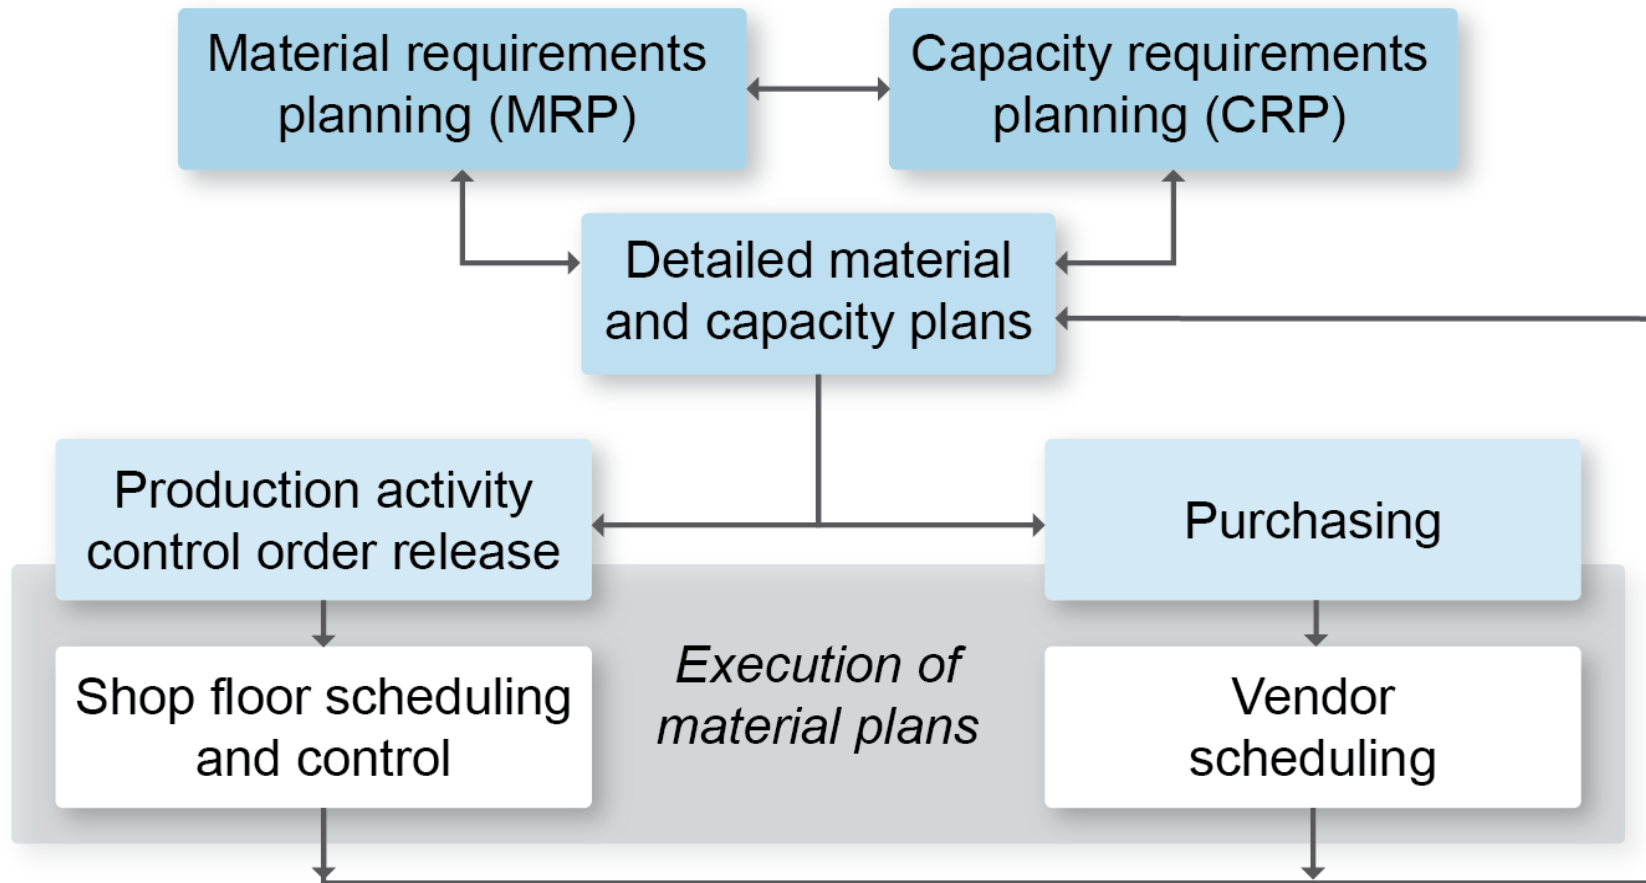 Material requirements
planning (MRP)
Capacity requirements
planning (CRP)
Detailed material
and capacity plans
Production activity
control order release
Purchasing
Execution of
material plans
Shop floor scheduling
and control
Vendor
scheduling